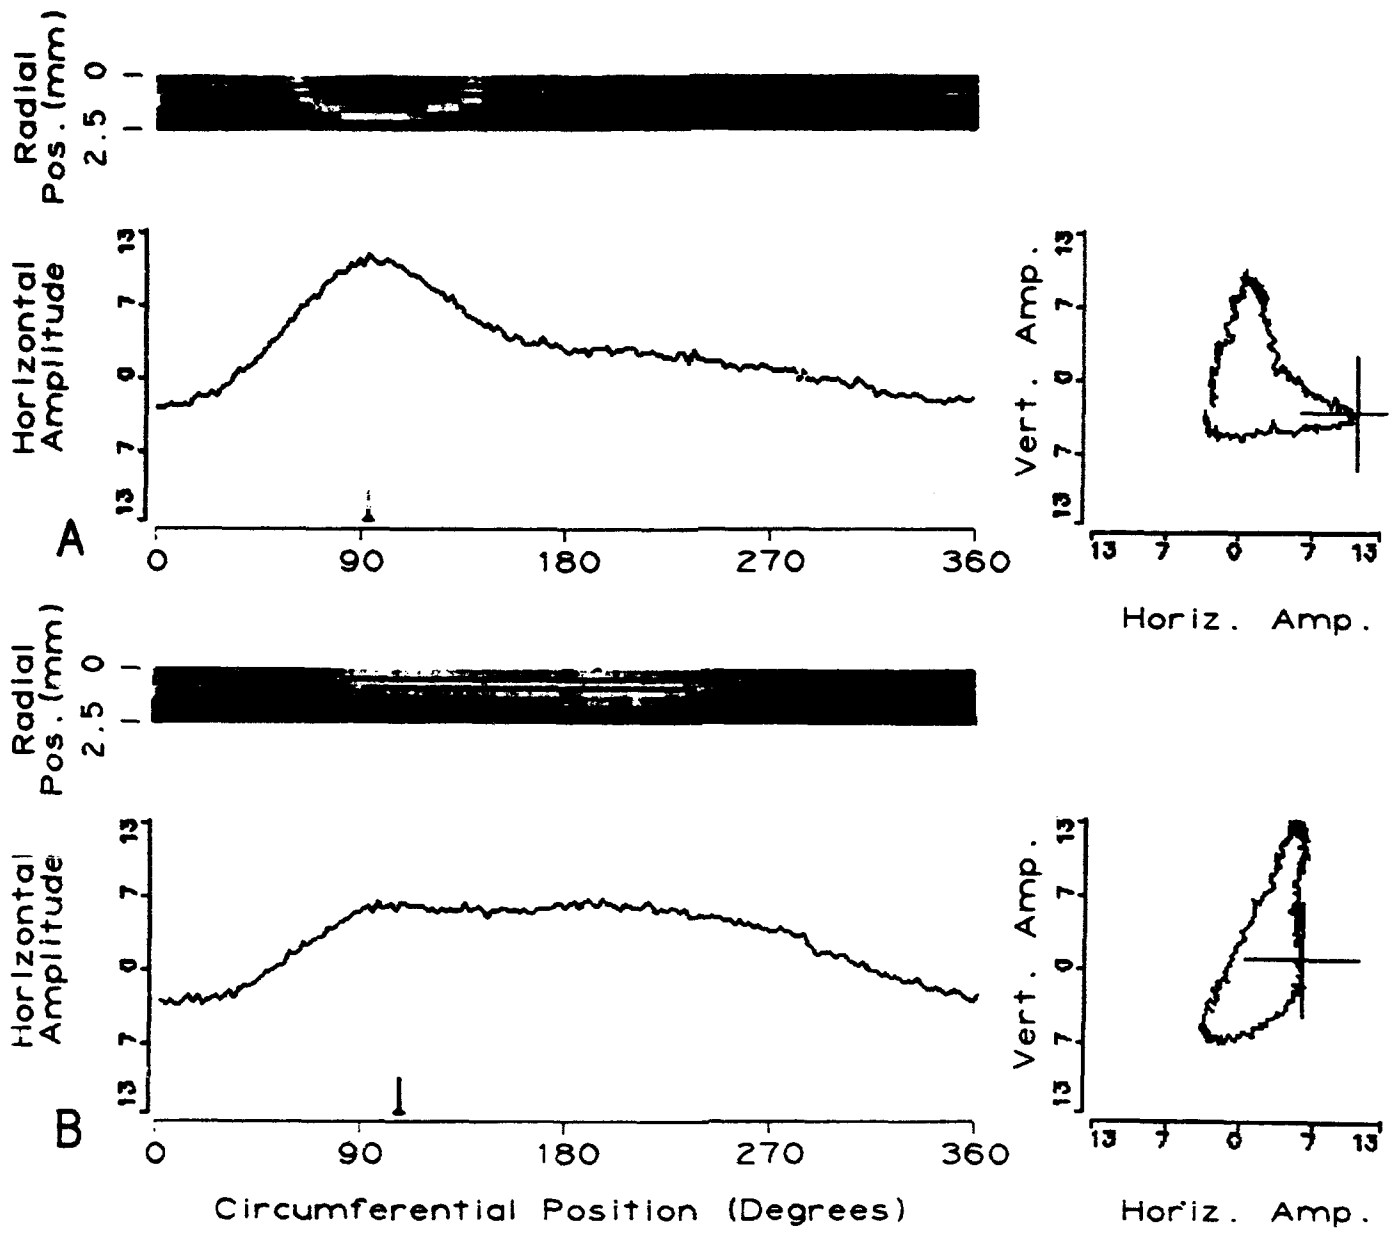 Radial
Pos. (mm)
0
2.5
Horizontal
Amplitude
13
7
0
7
13
A
0 90 180 270 360
Vert. Amp.
13
7
0
7
13
13 7 0 7 13
Horiz. Amp.
Radial
Pos. (mm)
0
2.5
Horizontal
Amplitude
13
7
0
7
13
B
0 90 180 270 360
Circumferential Position (Degrees)
Vert. Amp.
13
7
0
7
13
13 7 0 7 13
Horiz. Amp.